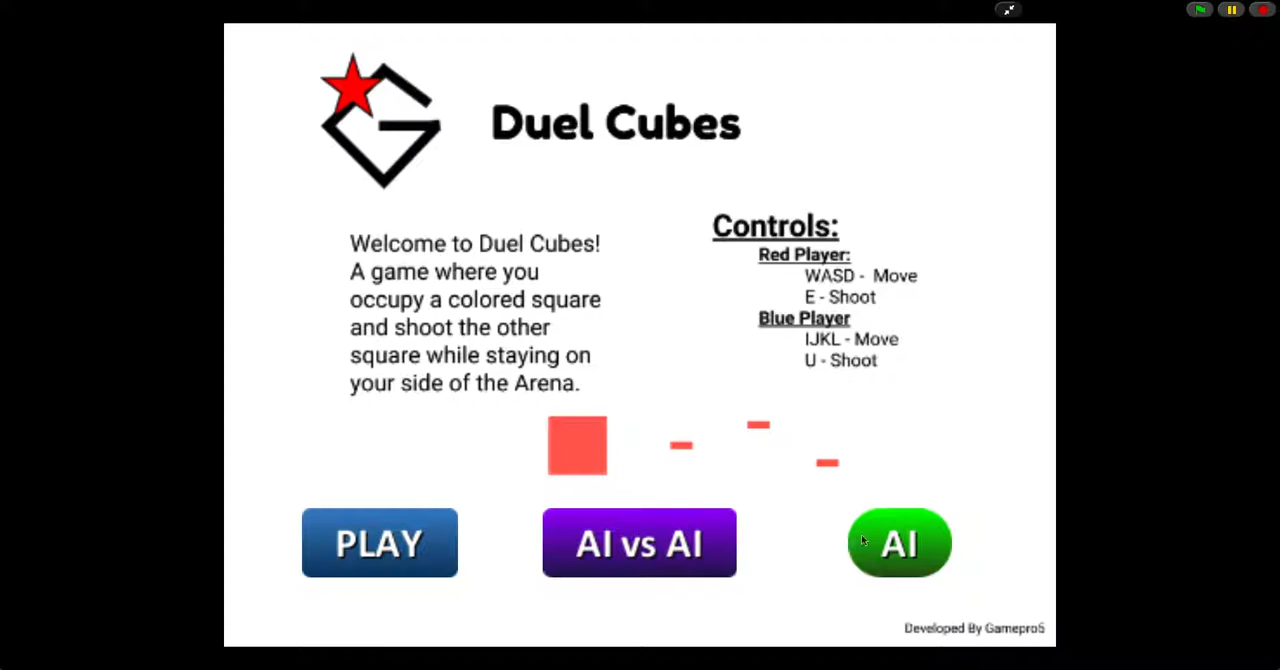 Duel Cubes
Welcome to Duel Cubes!
A game where you
occupy a colored square
and shoot the other
square while staying on
your side of the Arena.
Controls:
Red Player:
WASD - Move
E - Shoot
Blue Player
IJKL - Move
U - Shoot
PLAY
AI vs AI
AI
Developed By Gamepro5